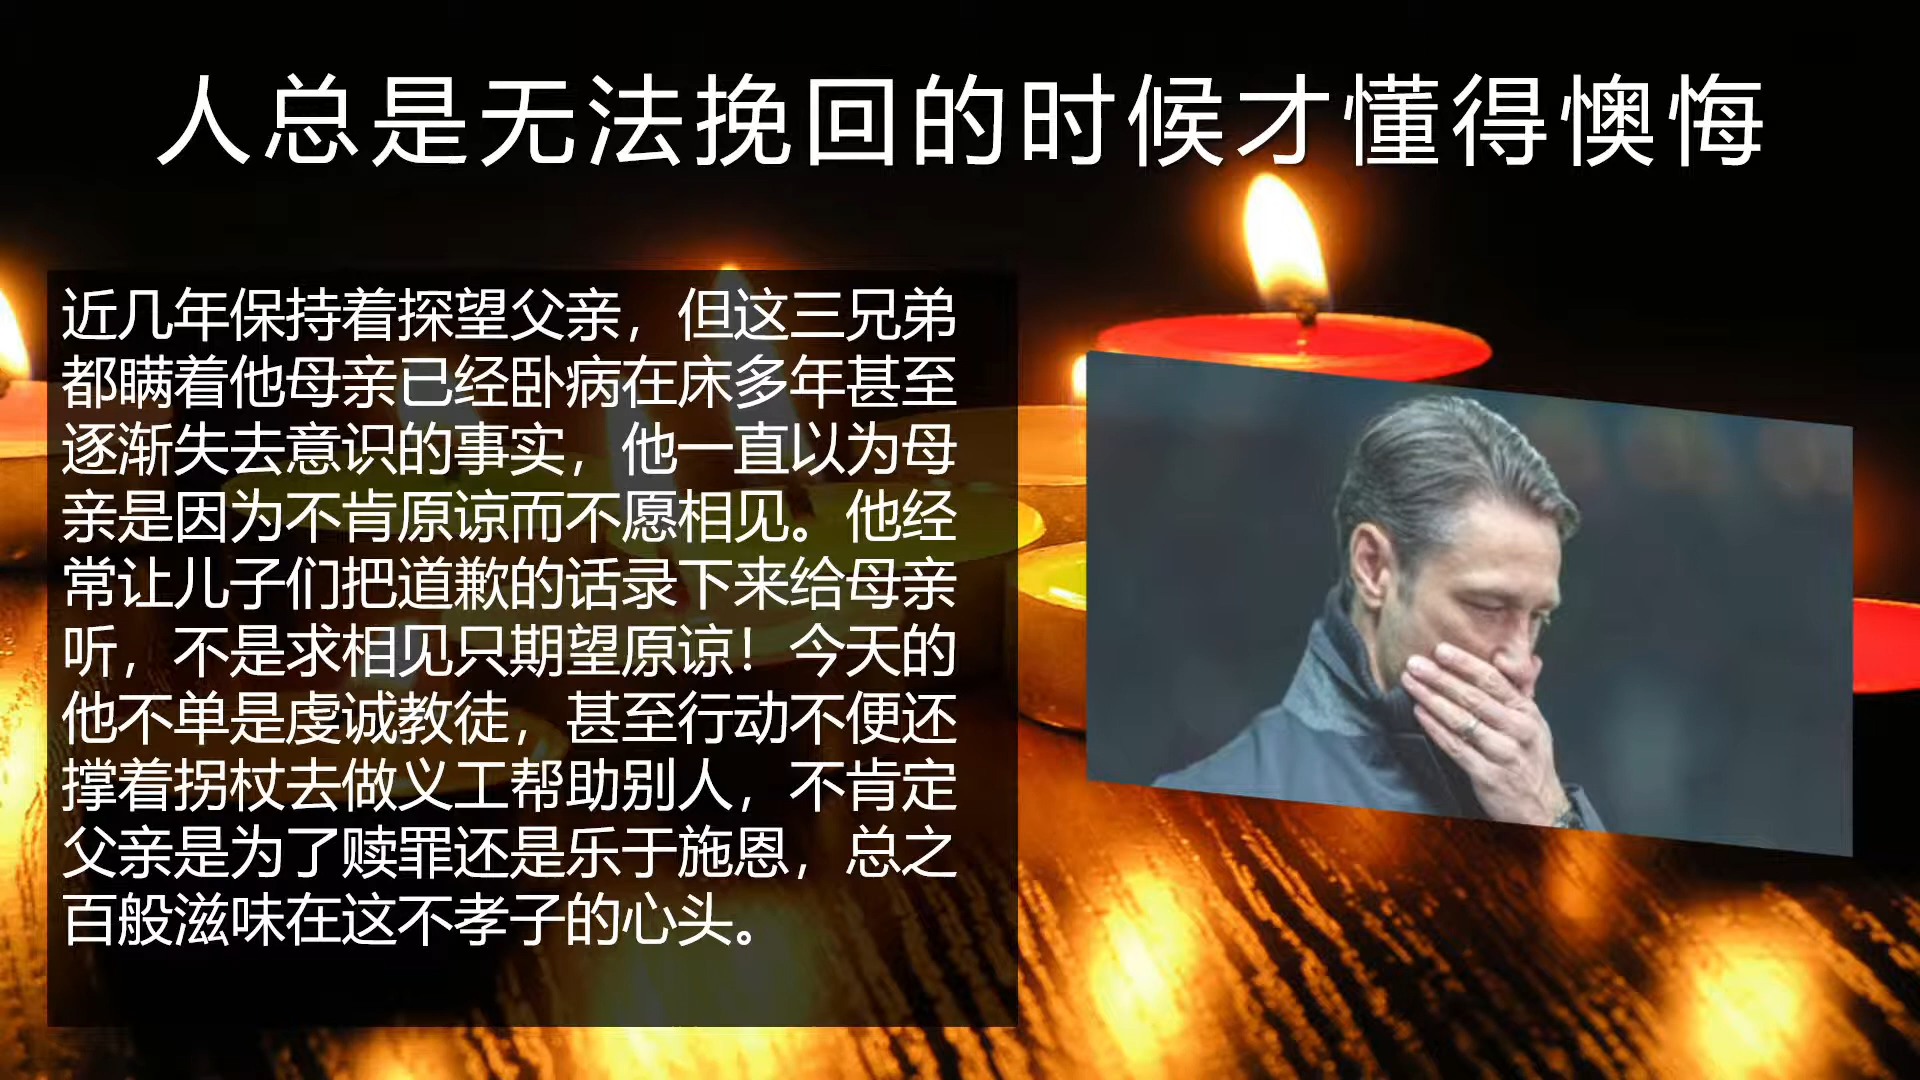 人总是无法挽回的时候才懂得懊悔
近几年保持着探望父亲，但这三兄弟
都瞒着他母亲已经卧病在床多年甚至
逐渐失去意识的事实，他一直以为母
亲是因为不肯原谅而不愿相见。他经
常让儿子们把道歉的话录下来给母亲
听，不是求相见只期望原谅！今天的
他不单是虔诚教徒，甚至行动不便还
撑着拐杖去做义工帮助别人，不肯定
父亲是为了赎罪还是乐于施恩，总之
百般滋味在这不孝子的心头。